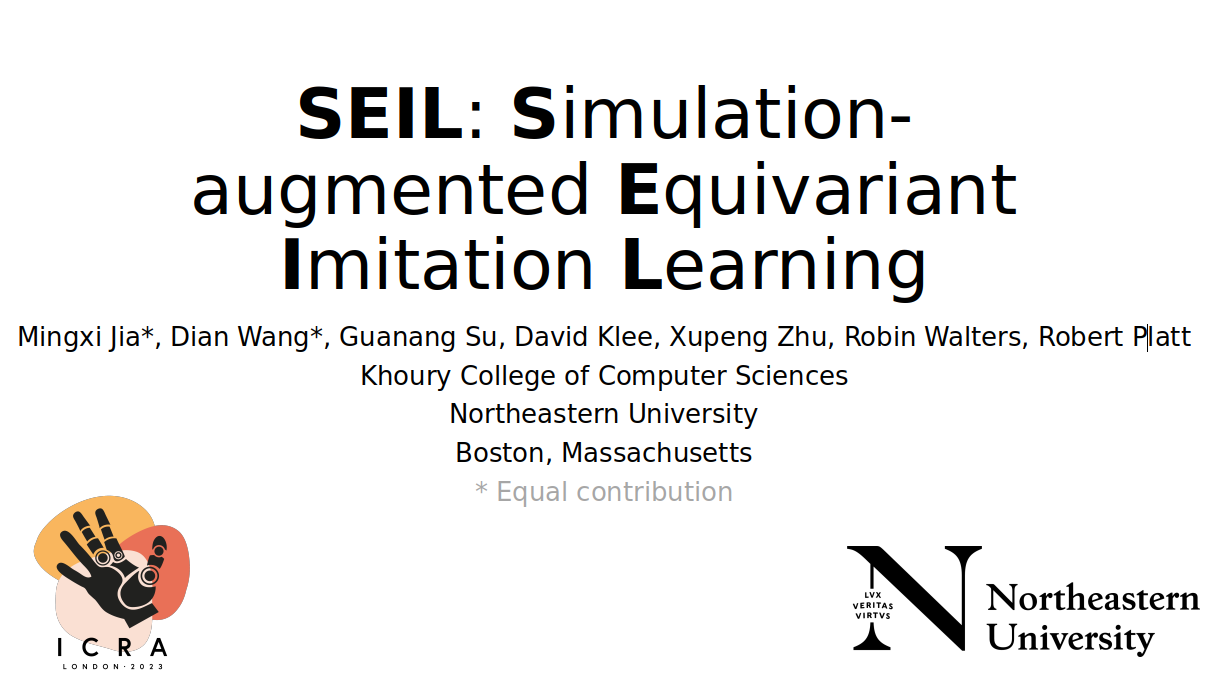 SEIL: Simulation-
augmented Equivariant
Imitation Learning
Mingxi Jia*, Dian Wang*, Guanang Su, David Klee, Xupeng Zhu, Robin Walters, Robert Platt
Khoury College of Computer Sciences
Northeastern University
Boston, Massachusetts
* Equal contribution
ICRA
LONDON·2023
N
LVX
VERITAS
VIRTVS
Northeastern
University